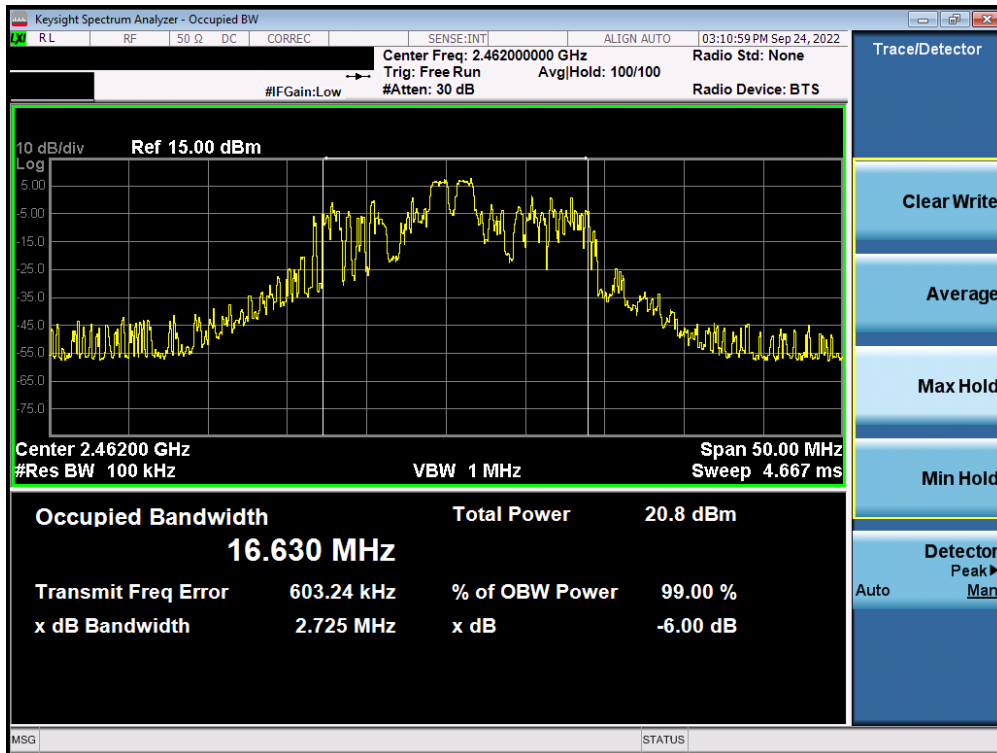 Keysight Spectrum Analyzer - Occupied BW
LXI RL RF 50 Ω DC CORREC SENSE:INT ALIGN AUTO 03:10:59 PM Sep 24, 2022
Center Freq: 2.462000000 GHz Radio Std: None
Trig: Free Run Avg|Hold: 100/100
#IFGain:Low #Atten: 30 dB Radio Device: BTS
10 dB/div Ref 15.00 dBm
Log
5.00
-5.00
-15.0
-25.0
-35.0
-45.0
-55.0
-65.0
-75.0
Center 2.46200 GHz Span 50.00 MHz
#Res BW 100 kHz VBW 1 MHz Sweep 4.667 ms
Occupied Bandwidth Total Power 20.8 dBm
16.630 MHz
Transmit Freq Error 603.24 kHz % of OBW Power 99.00 %
x dB Bandwidth 2.725 MHz x dB -6.00 dB
MSG STATUS
Trace/Detector
Clear Write
Average
Max Hold
Min Hold
Detector
Peak▶
Auto Man